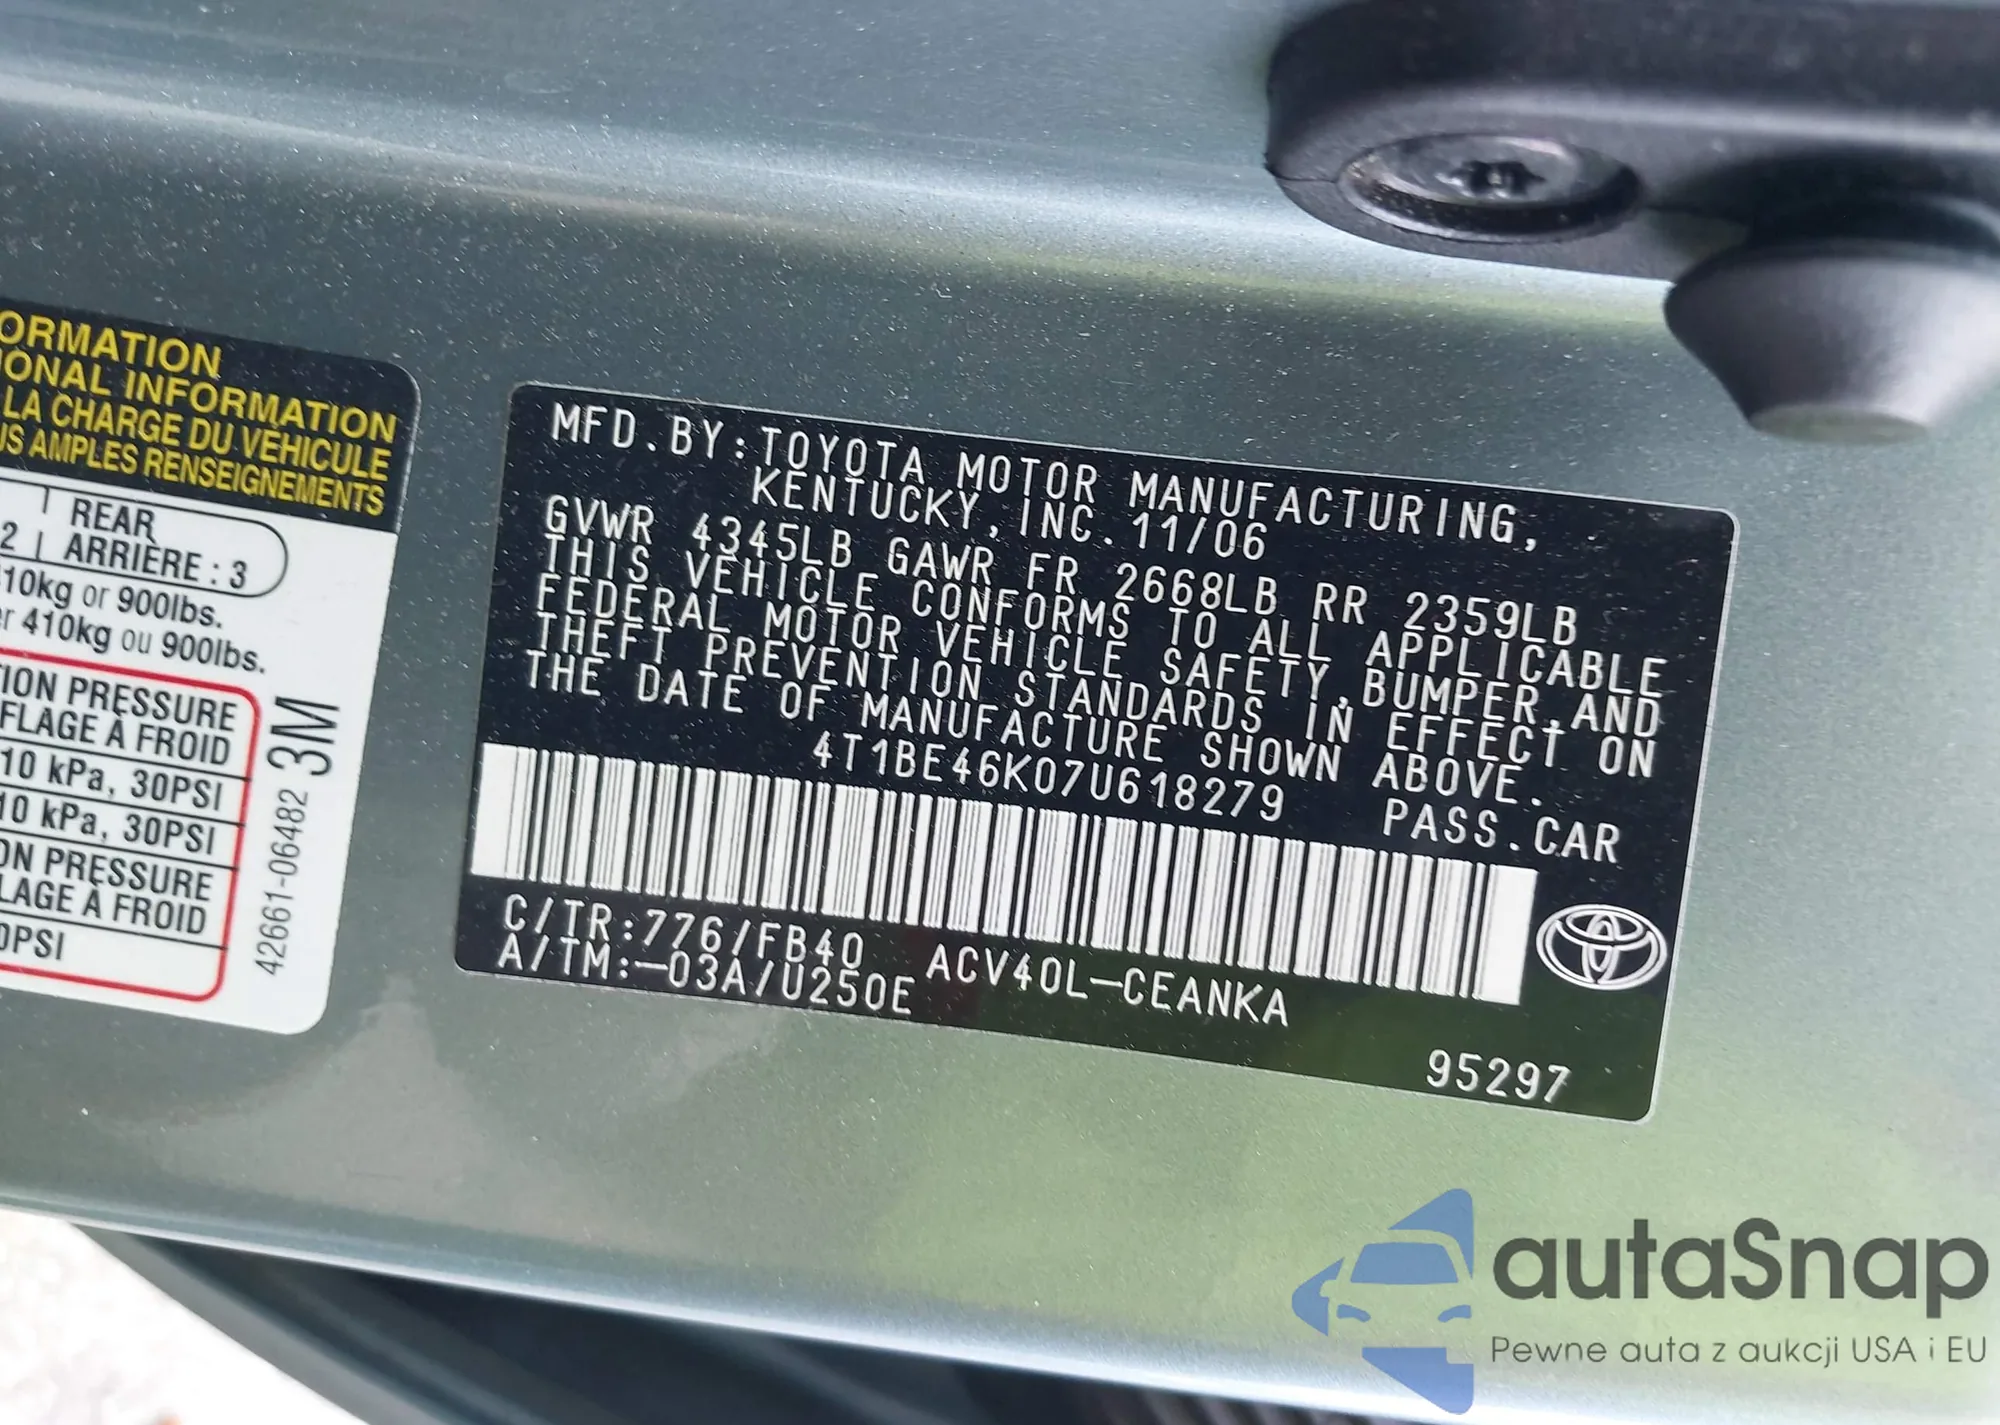 ORMATION
IONAL INFORMATION
LA CHARGE DU VÉHICULE
US AMPLES RENSEIGNEMENTS
2 | REAR
ARRIÈRE : 3
10kg or 900lbs.
r 410kg ou 900lbs.
TION PRESSURE
FLAGE À FROID
10 kPa, 30PSI
10 kPa, 30PSI
ON PRESSURE
LAGE À FROID
0PSI
42661-06482 3M
MFD.BY:TOYOTA MOTOR MANUFACTURING,
KENTUCKY,INC.11/06
GVWR 4345LB GAWR FR 2668LB RR 2359LB
THIS VEHICLE CONFORMS TO ALL APPLICABLE
FEDERAL MOTOR VEHICLE SAFETY,BUMPER,AND
THEFT PREVENTION STANDARDS IN EFFECT ON
THE DATE OF MANUFACTURE SHOWN ABOVE.
4T1BE46K07U618279 PASS.CAR
C/TR:776/FB40 ACV40L-CEANKA
A/TM:-03A/U250E
95297
autaSnap
Pewne auta z aukcji USA i EU